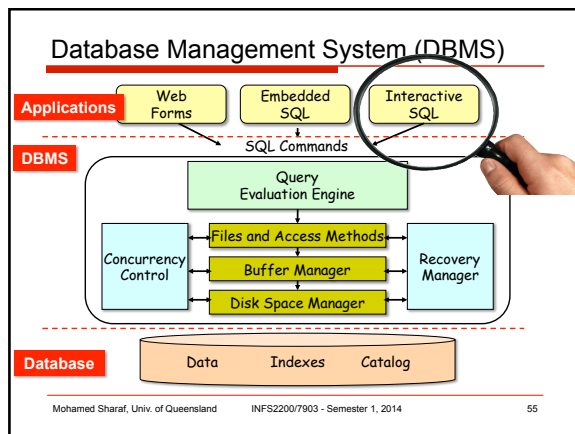 Database Management System (DBMS)
Applications
Web
Forms
Embedded
SQL
Interactive
SQL
SQL Commands
DBMS
Query
Evaluation Engine
Concurrency
Control
Files and Access Methods
Buffer Manager
Disk Space Manager
Recovery
Manager
Database
Data Indexes Catalog
Mohamed Sharaf, Univ. of Queensland INFS2200/7903 - Semester 1, 2014 55